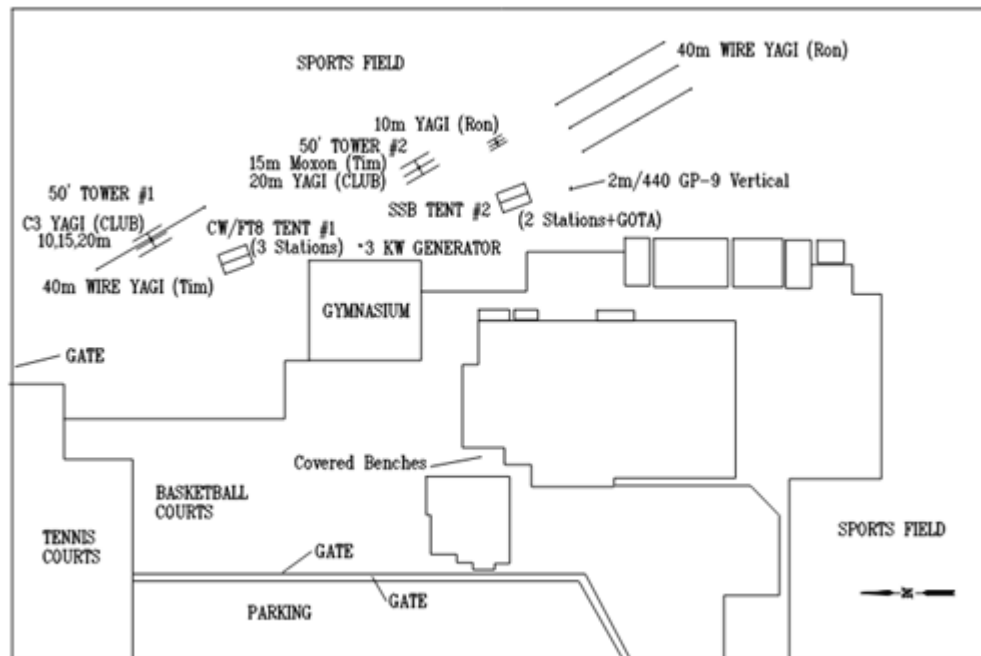 SPORTS FIELD
40m WIRE YAGI (Ron)
10m YAGI (Ron)
50' TOWER #2
15m Moxon (Tim)
20m YAGI (CLUB)
2m/440 GP-9 Vertical
50' TOWER #1
SSB TENT #2
(2 Stations+GOTA)
C3 YAGI (CLUB)
10,15,20m
CW/FT8 TENT #1
(3 Stations)
*3 KW GENERATOR
40m WIRE YAGI (Tim)
GYMNASIUM
GATE
Covered Benches
BASKETBALL
COURTS
TENNIS
COURTS
SPORTS FIELD
GATE
N
GATE
PARKING